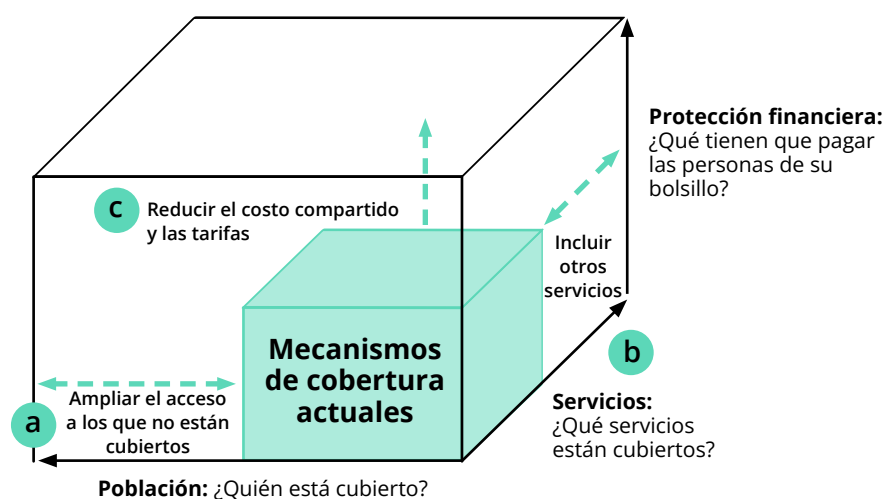 Protección financiera:
¿Qué tienen que pagar
las personas de su
bolsillo?
c
Reducir el costo compartido
y las tarifas
Incluir
otros
servicios
Mecanismos
de cobertura
actuales
b
Ampliar el acceso
a los que no están
cubiertos
a
Servicios:
¿Qué servicios
están cubiertos?
Población: ¿Quién está cubierto?